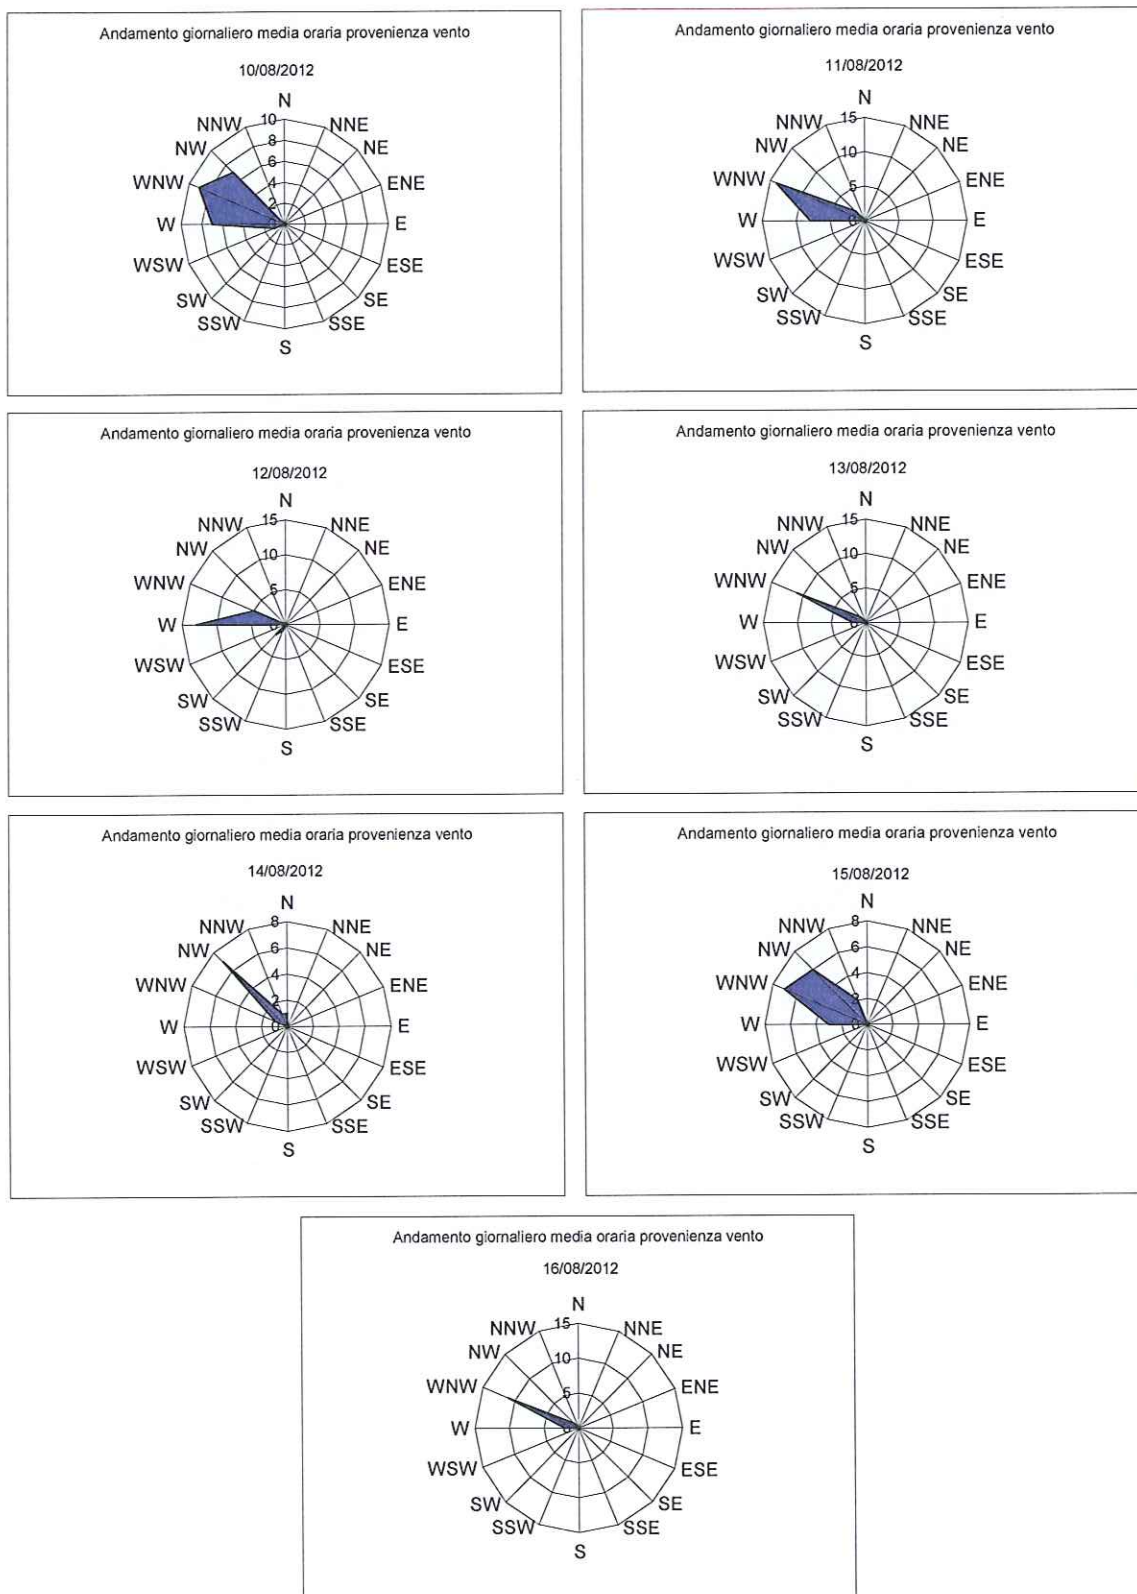 Andamento giornaliero media oraria provenienza vento
10/08/2012
N
NNW
10
NNE
NW
8
NE
6
WNW
4
ENE
2
W
0
E
WSW
ESE
SW
SE
SSW
SSE
S
Andamento giornaliero media oraria provenienza vento
11/08/2012
N
NNW
15
NNE
NW
10
NE
WNW
5
ENE
W
0
E
WSW
ESE
SW
SE
SSW
SSE
S
Andamento giornaliero media oraria provenienza vento
12/08/2012
N
NNW
15
NNE
NW
10
NE
WNW
5
ENE
W
0
E
WSW
ESE
SW
SE
SSW
SSE
S
Andamento giornaliero media oraria provenienza vento
13/08/2012
N
NNW
15
NNE
NW
10
NE
WNW
5
ENE
W
0
E
WSW
ESE
SW
SE
SSW
SSE
S
Andamento giornaliero media oraria provenienza vento
14/08/2012
N
NNW
8
NNE
NW
6
NE
WNW
4
ENE
2
W
0
E
WSW
ESE
SW
SE
SSW
SSE
S
Andamento giornaliero media oraria provenienza vento
15/08/2012
N
NNW
8
NNE
NW
6
NE
WNW
4
ENE
2
W
0
E
WSW
ESE
SW
SE
SSW
SSE
S
Andamento giornaliero media oraria provenienza vento
16/08/2012
N
NNW
15
NNE
NW
10
NE
WNW
5
ENE
W
0
E
WSW
ESE
SW
SE
SSW
SSE
S